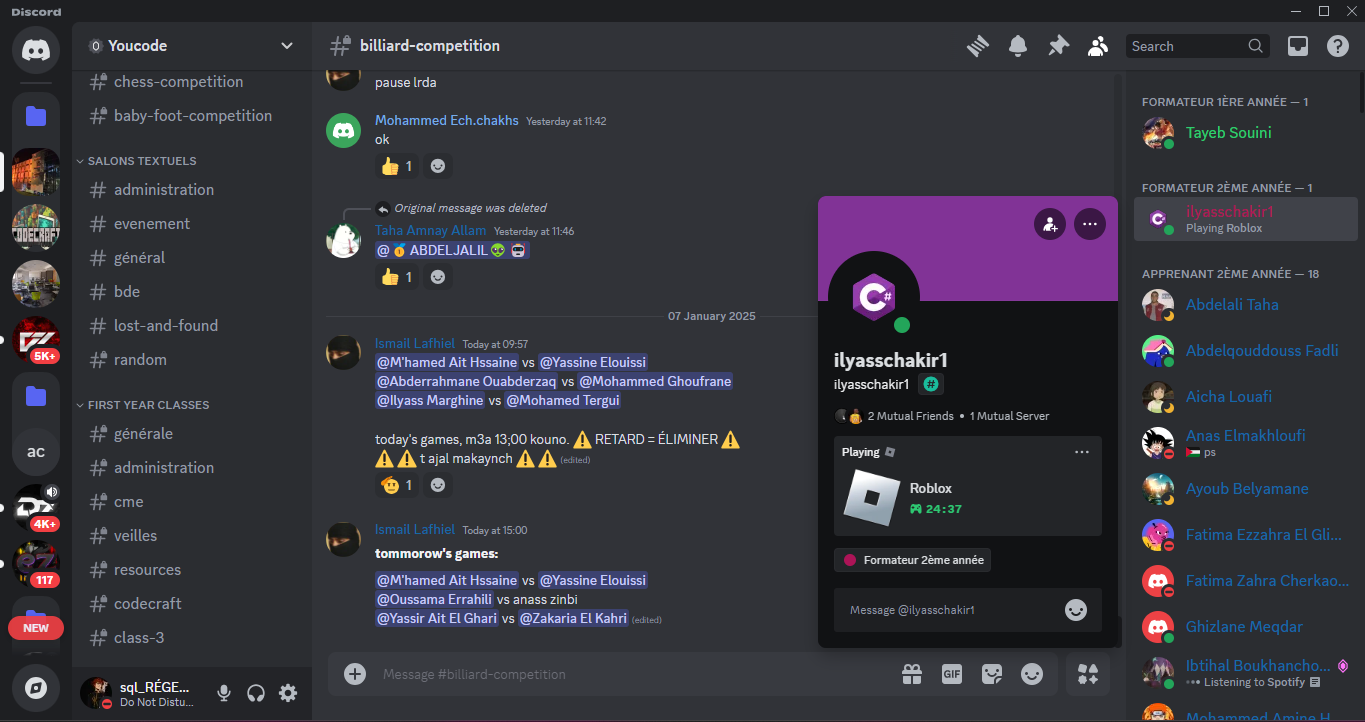 Discord
Youcode
chess-competition
baby-foot-competition
SALONS TEXTUELS
administration
evenement
général
bde
lost-and-found
random
FIRST YEAR CLASSES
générale
administration
cme
veilles
resources
codecraft
class-3
5K+
ac
4K+
117
NEW
sql_RÉGE...
Do Not Distu...
billiard-competition
Search
pause lrda
Mohammed Ech.chakhs Yesterday at 11:42
ok
👍 1
Original message was deleted
Taha Amnay Allam Yesterday at 11:46
@🥇ABDELJALIL👽🤶
👍 1
07 January 2025
Ismail Lafhiel Today at 09:57
@M'hamed Ait Hssaine vs @Yassine Elouissi
@Abderrahmane Ouabderzaq vs @Mohammed Ghoufrane
@Ilyass Marghine vs @Mohamed Tergui
today's games, m3a 13;00 kouno. ⚠️ RETARD = ÉLIMINER ⚠️
⚠️⚠️ t ajal makaynch ⚠️⚠️ (edited)
🫡 1
Ismail Lafhiel Today at 15:00
tommorow's games:
@M'hamed Ait Hssaine vs @Yassine Elouissi
@Oussama Errahili vs anass zinbi
@Yassir Ait El Ghari vs @Zakaria El Kahri (edited)
Message #billiard-competition
GIF
C#
ilyasschakir1
ilyasschakir1 #
2 Mutual Friends • 1 Mutual Server
Playing
Roblox
24:37
Formateur 2ème année
Message @ilyasschakir1
FORMATEUR 1ÈRE ANNÉE — 1
Tayeb Souini
FORMATEUR 2ÈME ANNÉE — 1
ilyasschakir1
Playing Roblox
APPRENANT 2ÈME ANNÉE — 18
Abdelali Taha
Abdelqouddouss Fadli
Aicha Louafi
Anas Elmakhloufi
🇵🇸 ps
Ayoub Belyamane
Fatima Ezzahra El Gli...
Fatima Zahra Cherkao...
Ghizlane Meqdar
Ibtihal Boukhancho...
Listening to Spotify
Mohammed Amine H